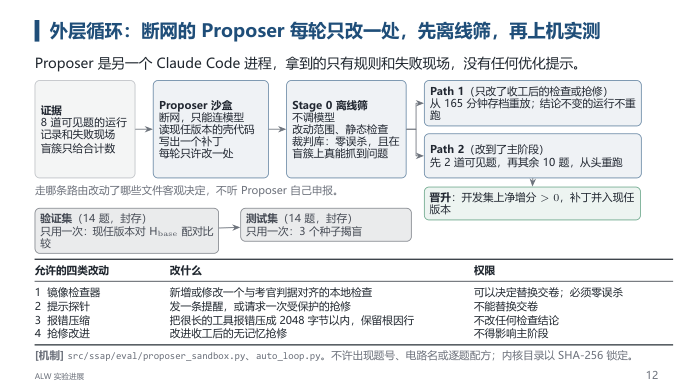 外层循环：断网的 Proposer 每轮只改一处，先离线筛，再上机实测
Proposer 是另一个 Claude Code 进程，拿到的只有规则和失败现场，没有任何优化提示。
证据
8 道可见题的运行
记录和失败现场
盲簇只给合计数
Proposer 沙盒
断网，只能连模型
读现任版本的壳代码
写出一个补丁
每轮只许改一处
Stage 0 离线筛
不调模型
改动范围、静态检查
裁判库：零误杀，且在
盲簇上真能抓到问题
Path 1（只改了收工后的检查或抢修）
从 165 分钟存档重放；结论不变的运行不重
跑
Path 2（改到了主阶段）
先 2 道可见题，再其余 10 题，从头重跑
走哪条路由改动了哪些文件客观决定，不听 Proposer 自己申报。
晋升：开发集上净增分 > 0，补丁并入现任
版本
验证集（14 题，封存）
只用一次：现任版本对 H_base 配对比
较
测试集（14 题，封存）
只用一次：3 个种子揭盲
允许的四类改动 改什么 权限
1 镜像检查器 新增或修改一个与考官判据对齐的本地检查 可以决定替换交卷；必须零误杀
2 提示探针 发一条提醒，或请求一次受保护的抢修 不能替换交卷
3 报错压缩 把很长的工具报错压成 2048 字节以内，保留根因行 不改任何检查结论
4 抢修改进 改进收工后的无记忆抢修 不得影响主阶段
[机制] src/ssap/eval/proposer_sandbox.py、auto_loop.py。不许出现题号、电路名或逐题配方；内核目录以 SHA-256 锁定。
ALW 实验进展 12